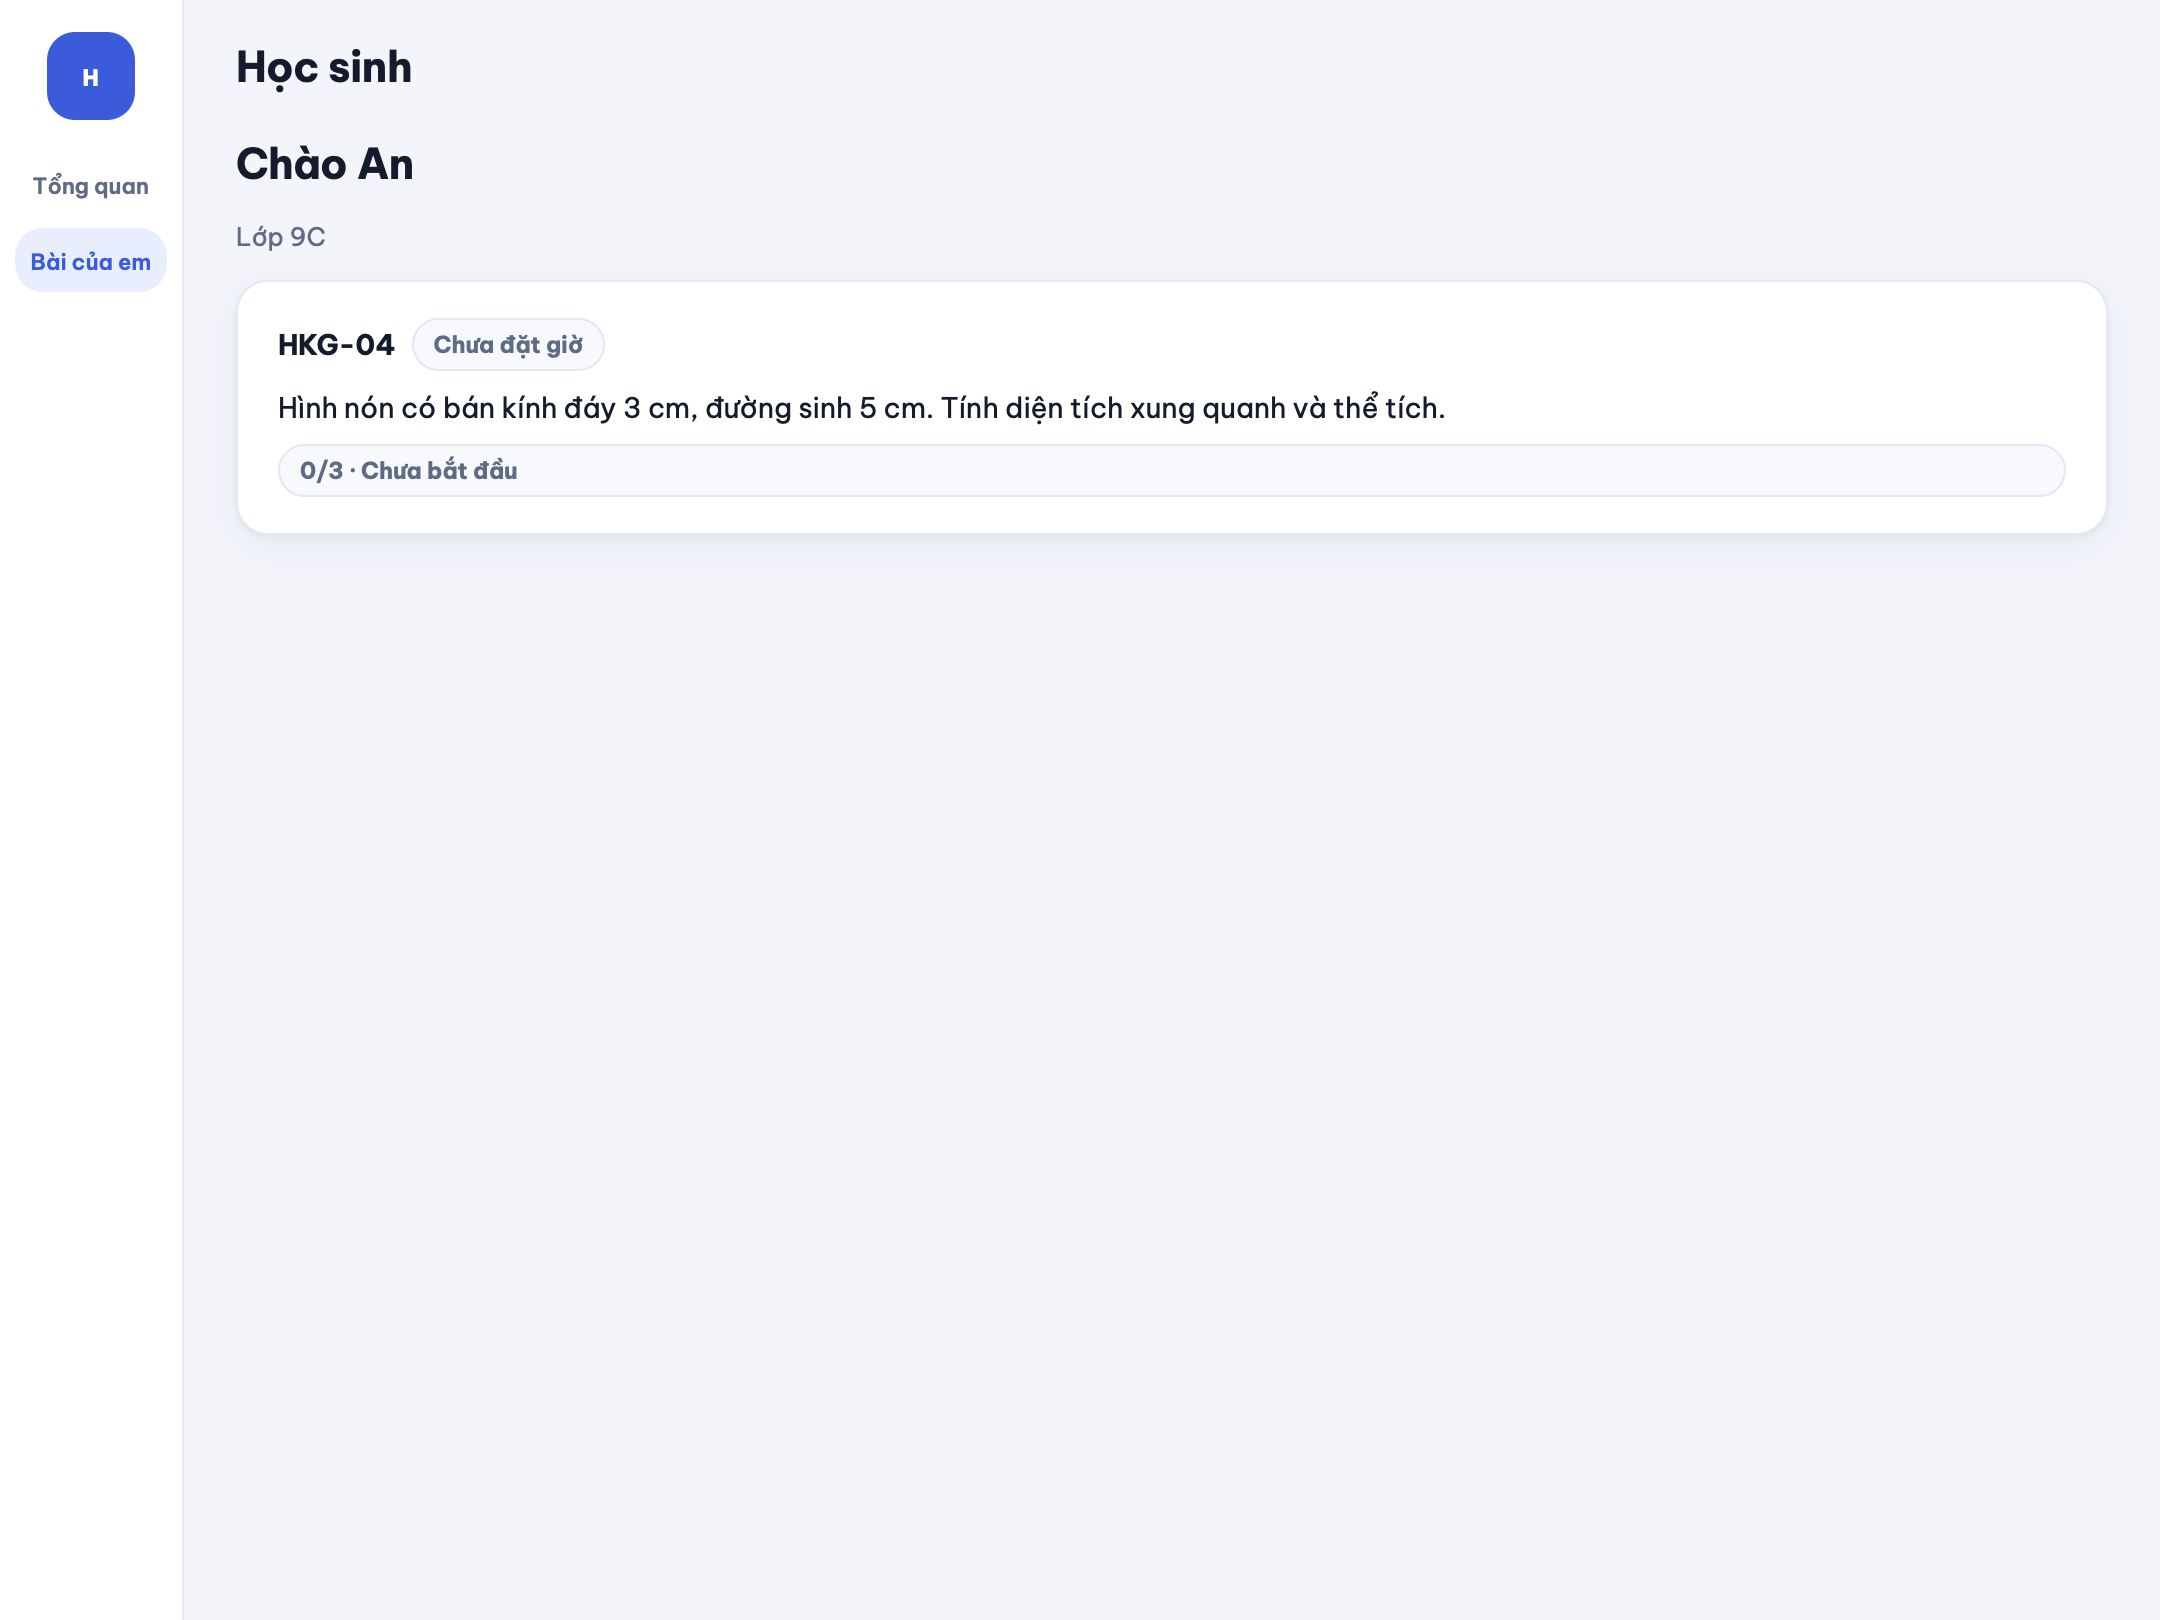 H
Tổng quan
Bài của em
Học sinh
Chào An
Lớp 9C
HKG-04 Chưa đặt giờ
Hình nón có bán kính đáy 3 cm, đường sinh 5 cm. Tính diện tích xung quanh và thể tích.
0/3 · Chưa bắt đầu